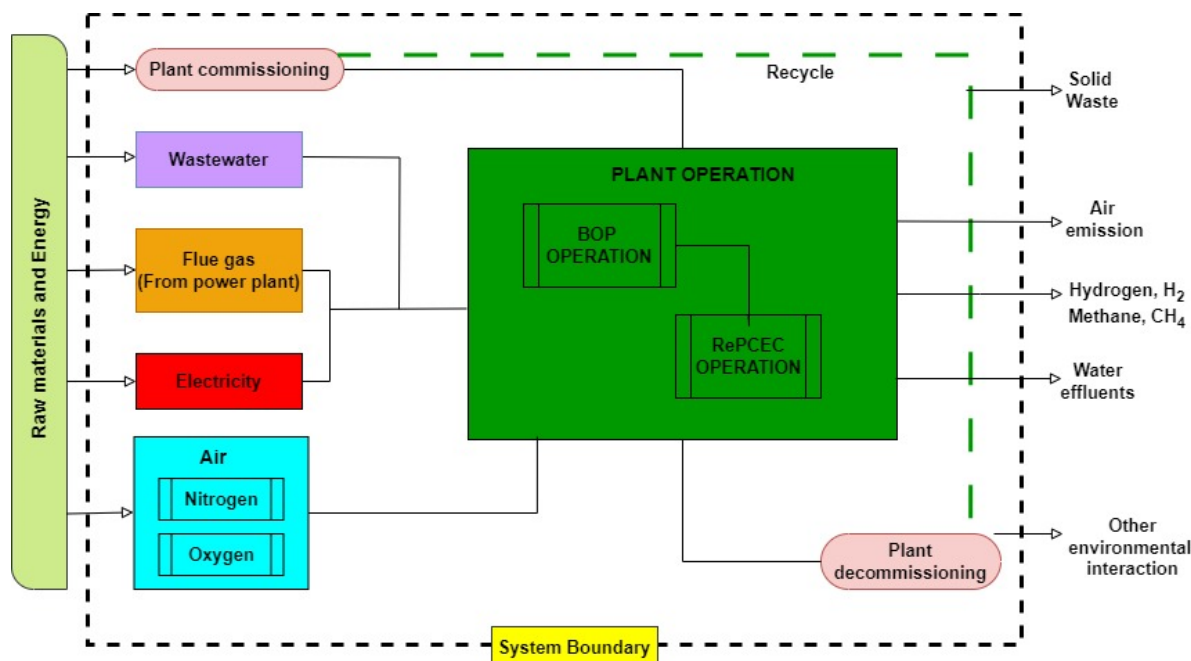 Raw materials and Energy
Plant commissioning
Recycle
Wastewater
Flue gas
(From power plant)
Electricity
Air
Nitrogen
Oxygen
PLANT OPERATION
BOP
OPERATION
RePCEC
OPERATION
Plant
decommissioning
System Boundary
Solid
Waste
Air
emission
Hydrogen, H₂
Methane, CH₄
Water
effluents
Other
environmental
interaction